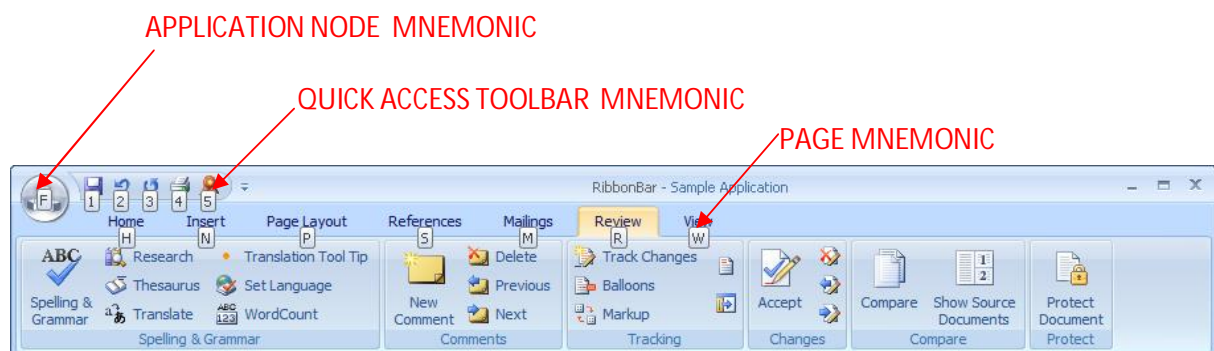 APPLICATION NODE MNEMONIC
QUICK ACCESS TOOLBAR MNEMONIC
PAGE MNEMONIC
RibbonBar - Sample Application
F 1 2 3 4 5
Home Insert Page Layout References Mailings Review View
H N P S M R W
ABC Research Translation Tool Tip Delete Track Changes 1
Thesaurus Set Language Previous Balloons 2
Spelling & Grammar a Translate ABC 123 WordCount New Comment Next Markup Accept Compare Show Source Documents Protect Document
Spelling & Grammar Comments Tracking Changes Compare Protect